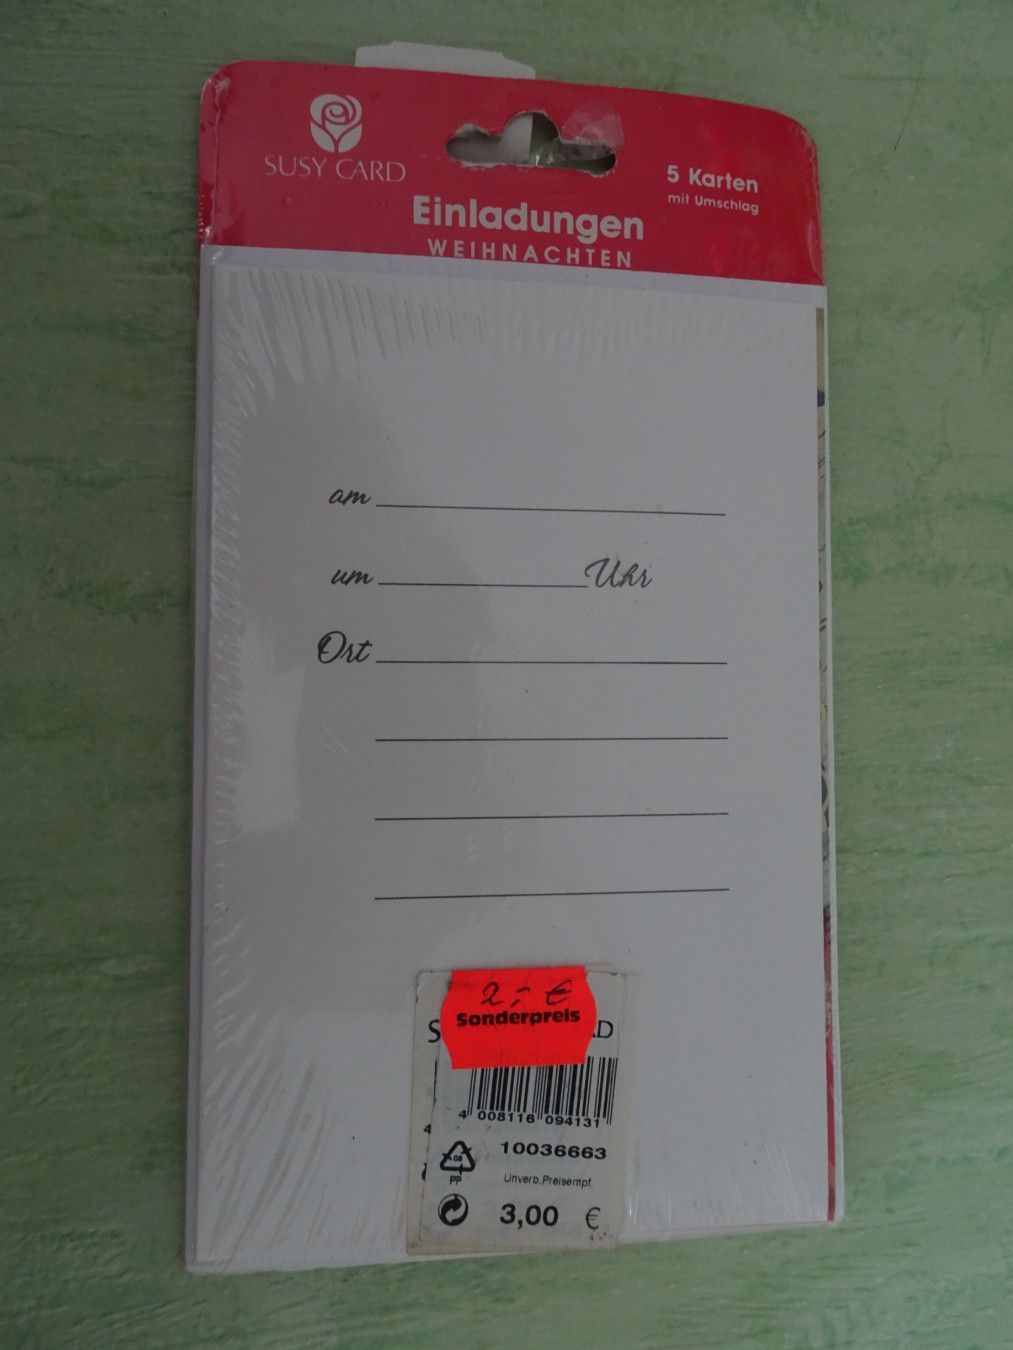 SUSY CARD
5 Karten
mit Umschlag
Einladungen
WEIHNACHTEN
am
um Uhr
Ort
2,- €
Sonderpreis
4 008116 094131
10036663
PP
Unverb.Preisempf.
3,00 €